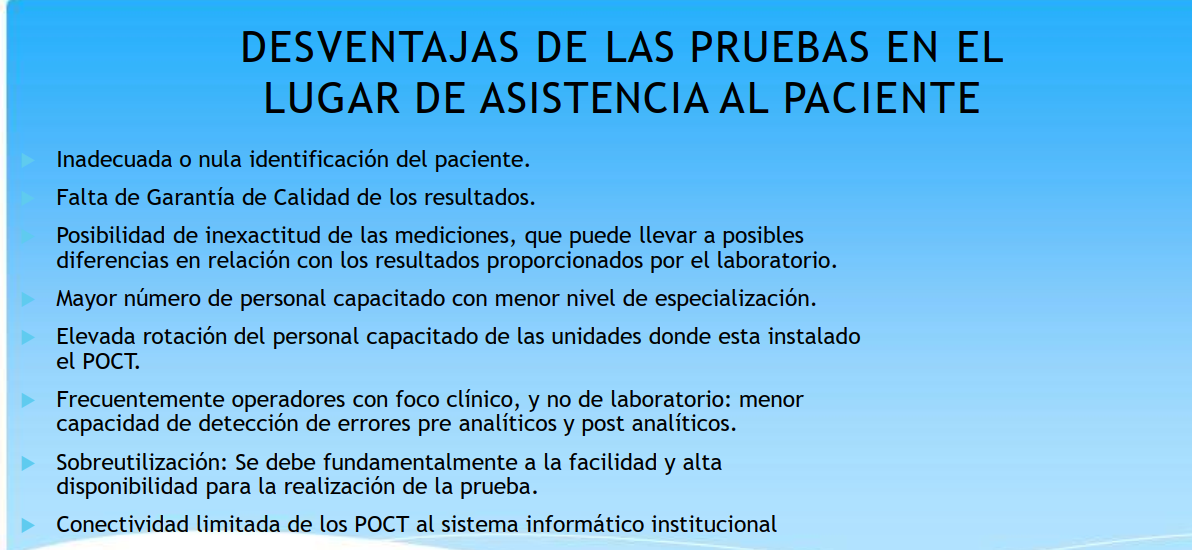 DESVENTAJAS DE LAS PRUEBAS EN EL
LUGAR DE ASISTENCIA AL PACIENTE
Inadecuada o nula identificación del paciente.
Falta de Garantía de Calidad de los resultados.
Posibilidad de inexactitud de las mediciones, que puede llevar a posibles
diferencias en relación con los resultados proporcionados por el laboratorio.
Mayor número de personal capacitado con menor nivel de especialización.
Elevada rotación del personal capacitado de las unidades donde esta instalado
el POCT.
Frecuentemente operadores con foco clínico, y no de laboratorio: menor
capacidad de detección de errores pre analíticos y post analíticos.
Sobreutilización: Se debe fundamentalmente a la facilidad y alta
disponibilidad para la realización de la prueba.
Conectividad limitada de los POCT al sistema informático institucional